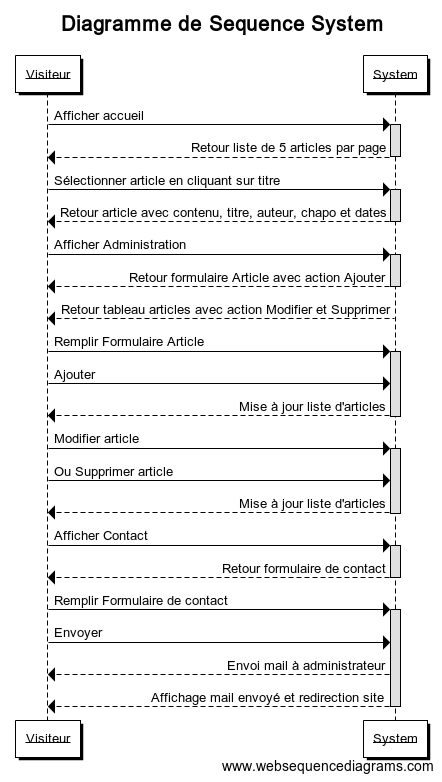 Diagramme de Sequence System
Visiteur
System
Afficher accueil
Retour liste de 5 articles par page
Sélectionner article en cliquant sur titre
Retour article avec contenu, titre, auteur, chapo et dates
Afficher Administration
Retour formulaire Article avec action Ajouter
Retour tableau articles avec action Modifier et Supprimer
Remplir Formulaire Article
Ajouter
Mise à jour liste d'articles
Modifier article
Ou Supprimer article
Mise à jour liste d'articles
Afficher Contact
Retour formulaire de contact
Remplir Formulaire de contact
Envoyer
Envoi mail à administrateur
Affichage mail envoyé et redirection site
Visiteur
System
www.websequencediagrams.com